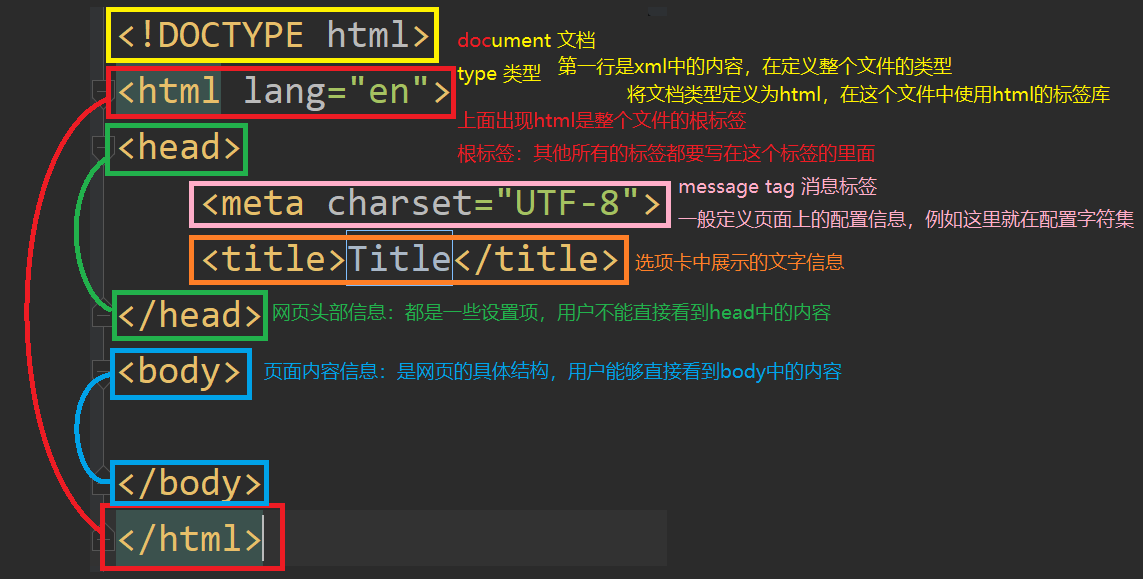 <!DOCTYPE html>
document 文档
<html lang="en">
type 类型
第一行是xml中的内容，在定义整个文件的类型
将文档类型定义为html，在这个文件中使用html的标签库
上面出现html是整个文件的根标签
<head>
根标签：其他所有的标签都要写在这个标签的里面
<meta charset="UTF-8">
message tag 消息标签
一般定义页面上的配置信息，例如这里就在配置字符集
<title>Title</title>
选项卡中展示的文字信息
</head>
网页头部信息：都是一些设置项，用户不能直接看到head中的内容
<body>
页面内容信息：是网页的具体结构，用户能够直接看到body中的内容
</body>
</html>